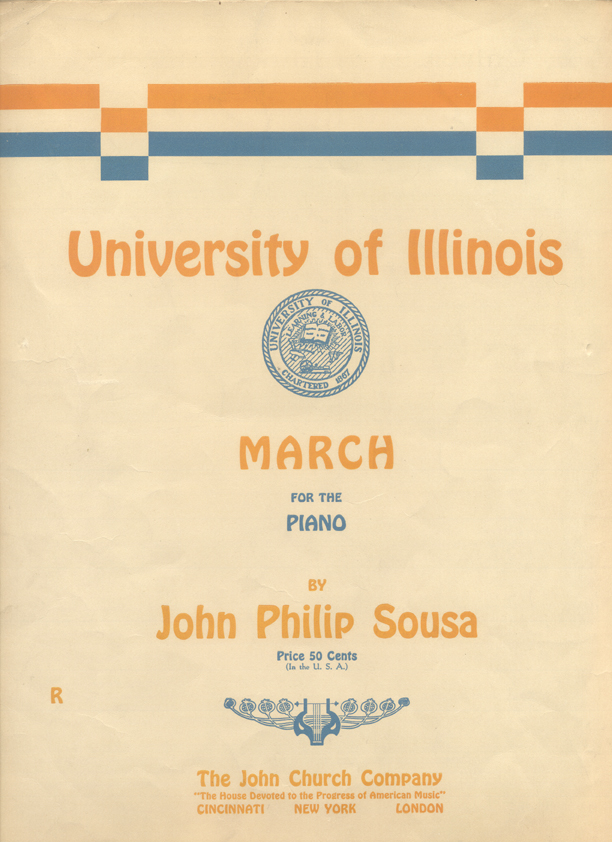 University of Illinois
UNIVERSITY OF ILLINOIS
LEARNING & LABOR
CHARTERED 1867
MARCH
FOR THE
PIANO
BY
John Philip Sousa
Price 50 Cents
(In the U. S. A.)
R
The John Church Company
"The House Devoted to the Progress of American Music"
CINCINNATI NEW YORK LONDON